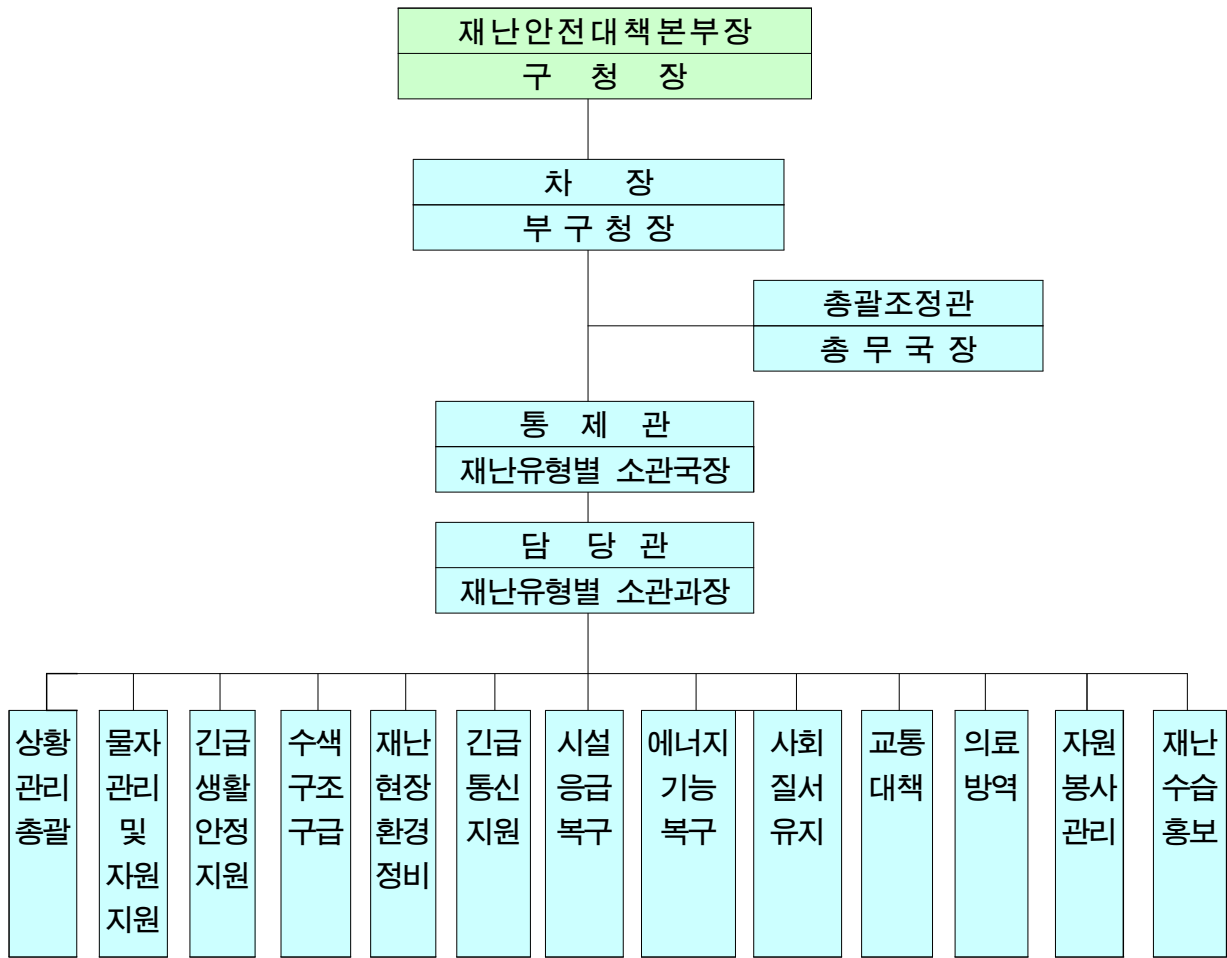 재난안전대책본부장
구 청 장
차 장
부 구 청 장
총괄조정관
총 무 국 장
통 제 관
재난유형별 소관국장
담 당 관
재난유형별 소관과장
상황
관리
총괄
물자
관리
및
자원
지원
긴급
생활
안정
지원
수색
구조
구급
재난
현장
환경
정비
긴급
통신
지원
시설
응급
복구
에너지
기능
복구
사회
질서
유지
교통
대책
의료
방역
자원
봉사
관리
재난
수습
홍보